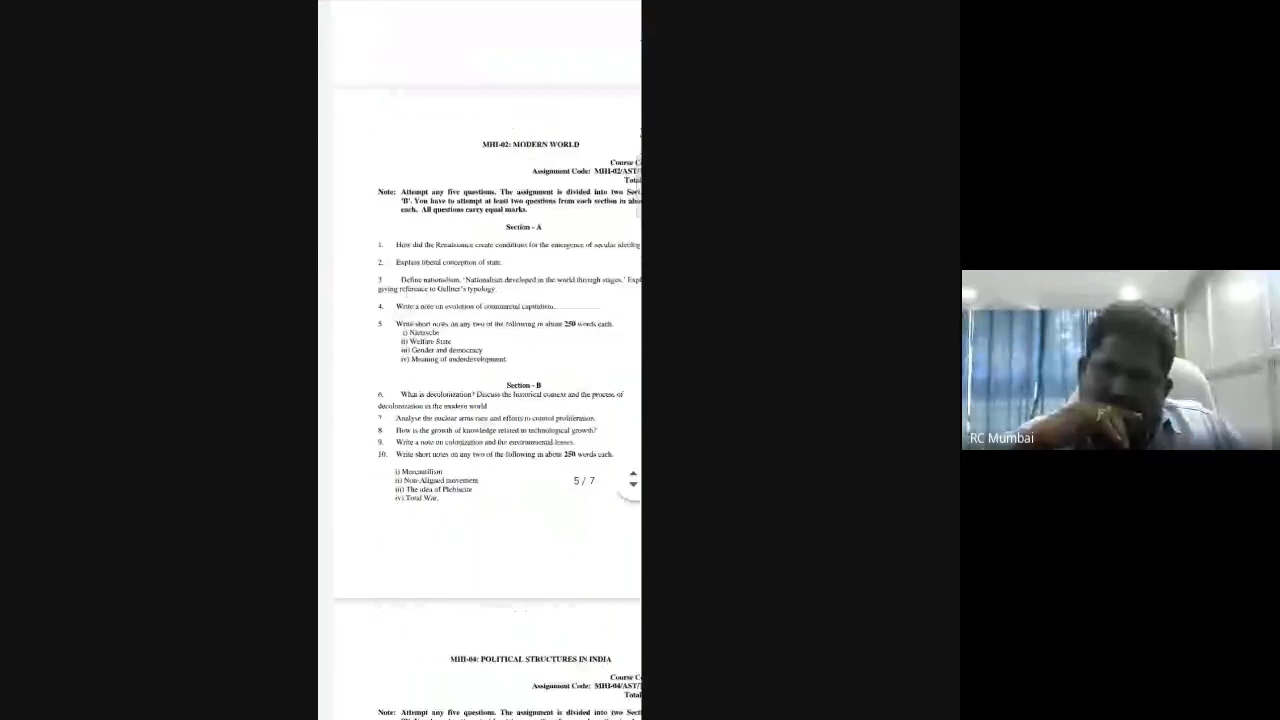 MHI-02: MODERN WORLD
Course C
Assignment Code: MHI-02/AST/
Total
Note: Attempt any five questions. The assignment is divided into two Sect
'B'. You have to attempt at least two questions from each section in abo
each. All questions carry equal marks.
Section - A
1. How did the Renaissance create conditions for the emergence of secular ideolog
2. Explain liberal conception of state.
3 Define nationalism. 'Nationalism developed in the world through stages.' Expl
giving reference to Gellner's typology.
4. Write a note on evolution of commercial capitalism.
5 Write short notes on any two of the following in about 250 words each.
i) Nietzsche
ii) Welfare State
iii) Gender and democracy
iv) Meaning of underdevelopment.
Section - B
6. What is decolonization? Discuss the historical context and the process of
decolonization in the modern world
7 Analyse the nuclear arms race and efforts to control proliferation.
8 How is the growth of knowledge related to technological growth?
9. Write a note on colonization and the environmental losses.
10. Write short notes on any two of the following in about 250 words each.
i) Mercantilism
ii) Non-Aligned movement
iii) The idea of Plebiscite
iv) Total War.
5 / 7
MHI-04: POLITICAL STRUCTURES IN INDIA
Course C
Assignment Code: MHI-04/AST/
Total
Note: Attempt any five questions. The assignment is divided into two Sect
RC Mumbai